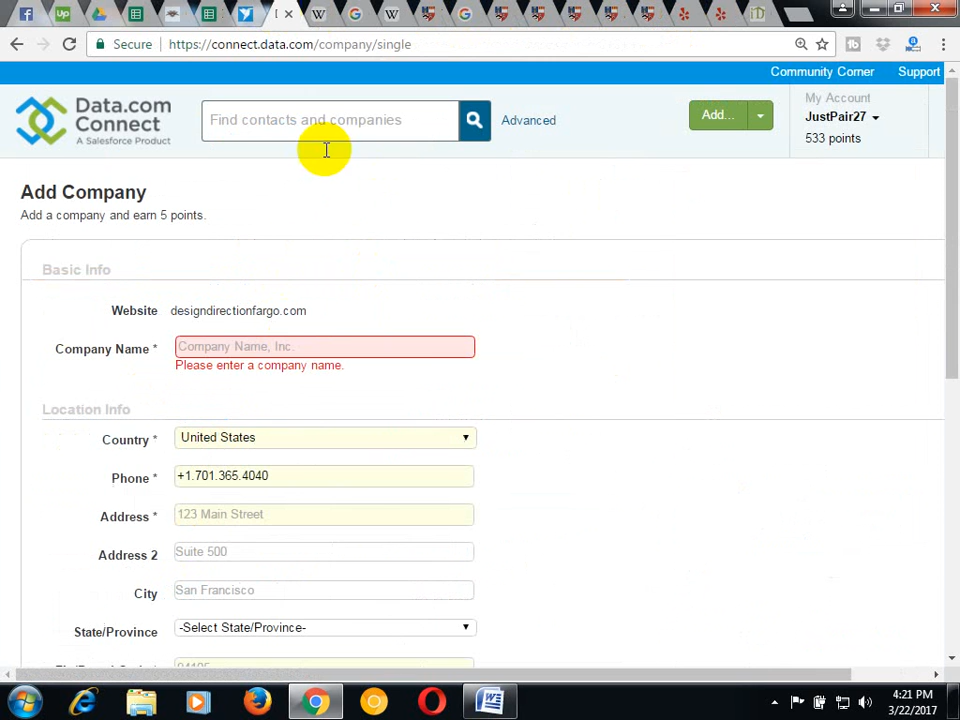 Secure https://connect.data.com/company/single
Community Corner Support
Data.com
Connect
A Salesforce Product
Find contacts and companies
Advanced
Add...
My Account
JustPair27
533 points
Add Company
Add a company and earn 5 points.
Basic Info
Website designdirectionfargo.com
Company Name * Company Name, Inc.
Please enter a company name.
Location Info
Country * United States
Phone * +1.701.365.4040
Address * 123 Main Street
Address 2 Suite 500
City San Francisco
State/Province -Select State/Province-
4:21 PM
3/22/2017